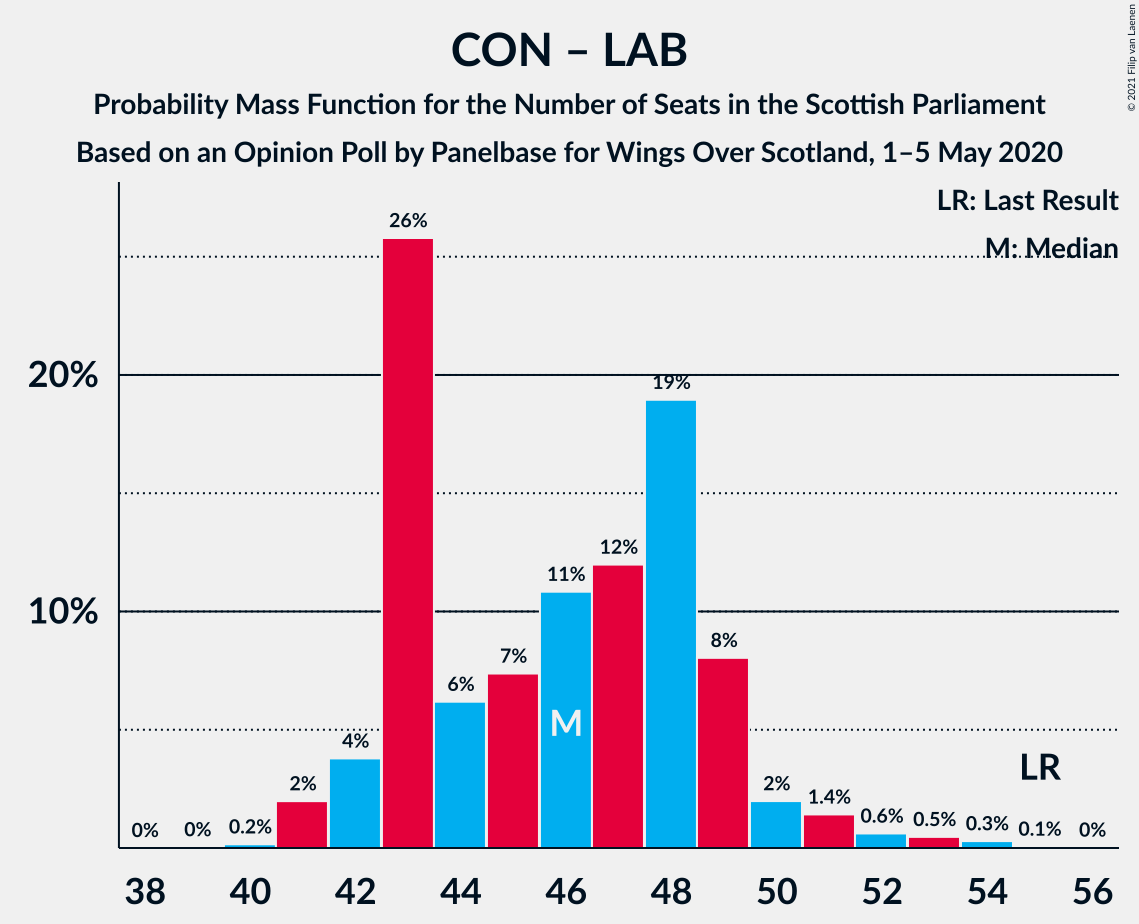 CON – LAB
Probability Mass Function for the Number of Seats in the Scottish Parliament
Based on an Opinion Poll by Panelbase for Wings Over Scotland, 1–5 May 2020
© 2021 Filip van Laenen
LR: Last Result
M: Median
20%
10%
0%
0%
0.2%
2%
4%
26%
6%
7%
11%
12%
19%
8%
2%
1.4%
0.6%
0.5%
0.3%
0.1%
0%
M
LR
38 40 42 44 46 48 50 52 54 56